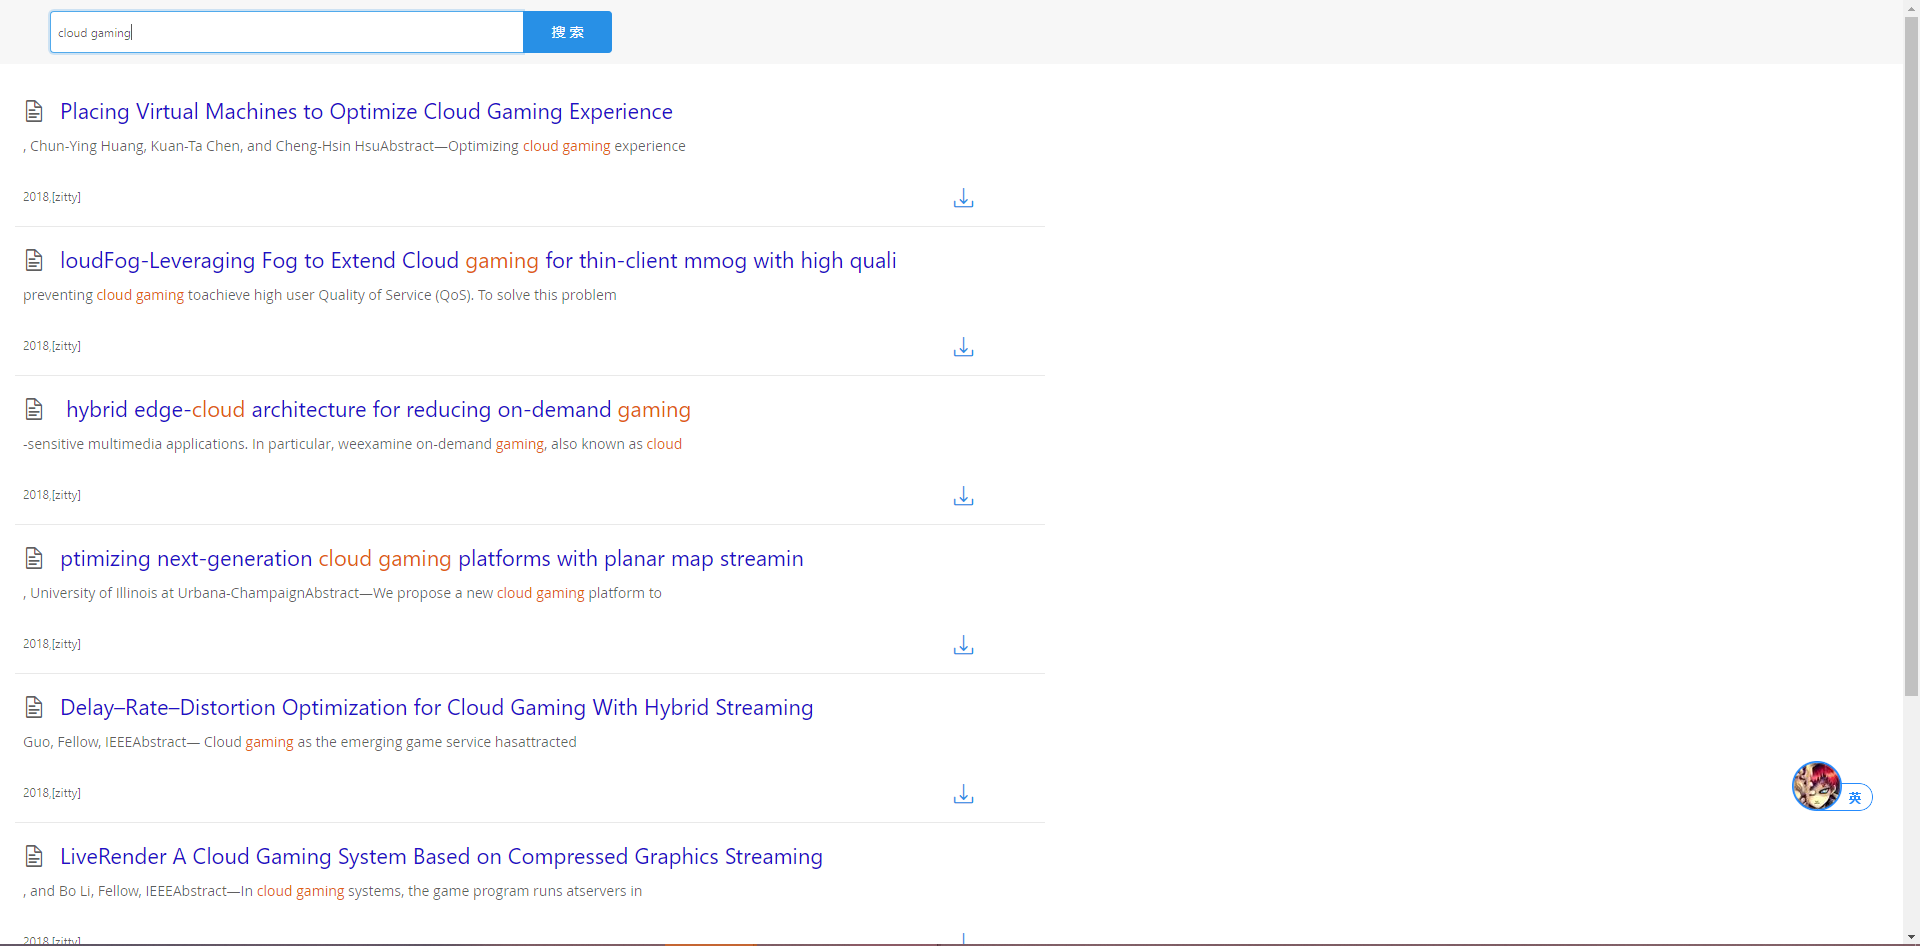 cloud gaming
搜 索
Placing Virtual Machines to Optimize Cloud Gaming Experience
, Chun-Ying Huang, Kuan-Ta Chen, and Cheng-Hsin HsuAbstract—Optimizing cloud gaming experience
2018,[zitty]
loudFog-Leveraging Fog to Extend Cloud gaming for thin-client mmog with high quali
preventing cloud gaming toachieve high user Quality of Service (QoS). To solve this problem
2018,[zitty]
hybrid edge-cloud architecture for reducing on-demand gaming
-sensitive multimedia applications. In particular, weexamine on-demand gaming, also known as cloud
2018,[zitty]
ptimizing next-generation cloud gaming platforms with planar map streamin
, University of Illinois at Urbana-ChampaignAbstract—We propose a new cloud gaming platform to
2018,[zitty]
Delay–Rate–Distortion Optimization for Cloud Gaming With Hybrid Streaming
Guo, Fellow, IEEEAbstract— Cloud gaming as the emerging game service hasattracted
2018,[zitty]
英
LiveRender A Cloud Gaming System Based on Compressed Graphics Streaming
, and Bo Li, Fellow, IEEEAbstract—In cloud gaming systems, the game program runs atservers in
2018,[zitty]